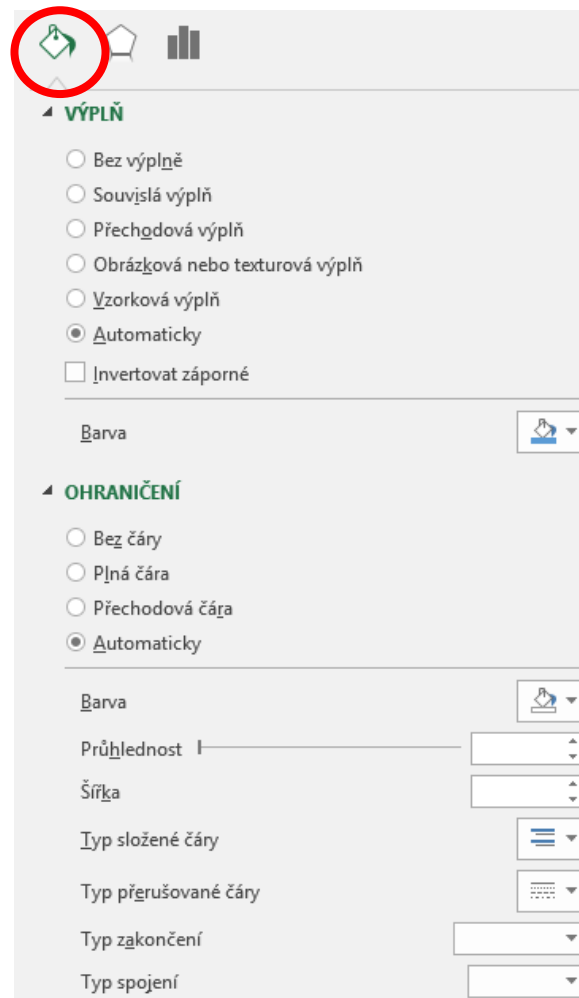 VÝPLŇ
Bez výplně
Souvislá výplň
Přechodová výplň
Obrázková nebo texturová výplň
Vzorková výplň
Automaticky
Invertovat záporné
Barva
OHRANIČENÍ
Bez čáry
Plná čára
Přechodová čára
Automaticky
Barva
Průhlednost
Šířka
Typ složené čáry
Typ přerušované čáry
Typ zakončení
Typ spojení